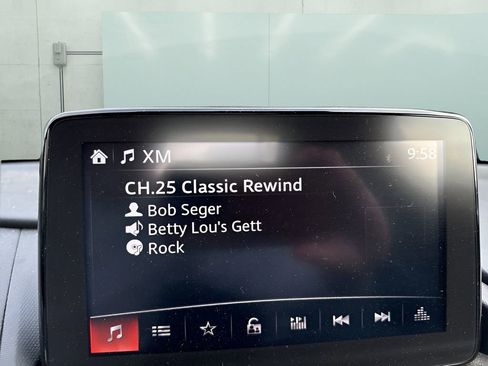 XM
9:58
CH.25 Classic Rewind
Bob Seger
Betty Lou's Gett
Rock